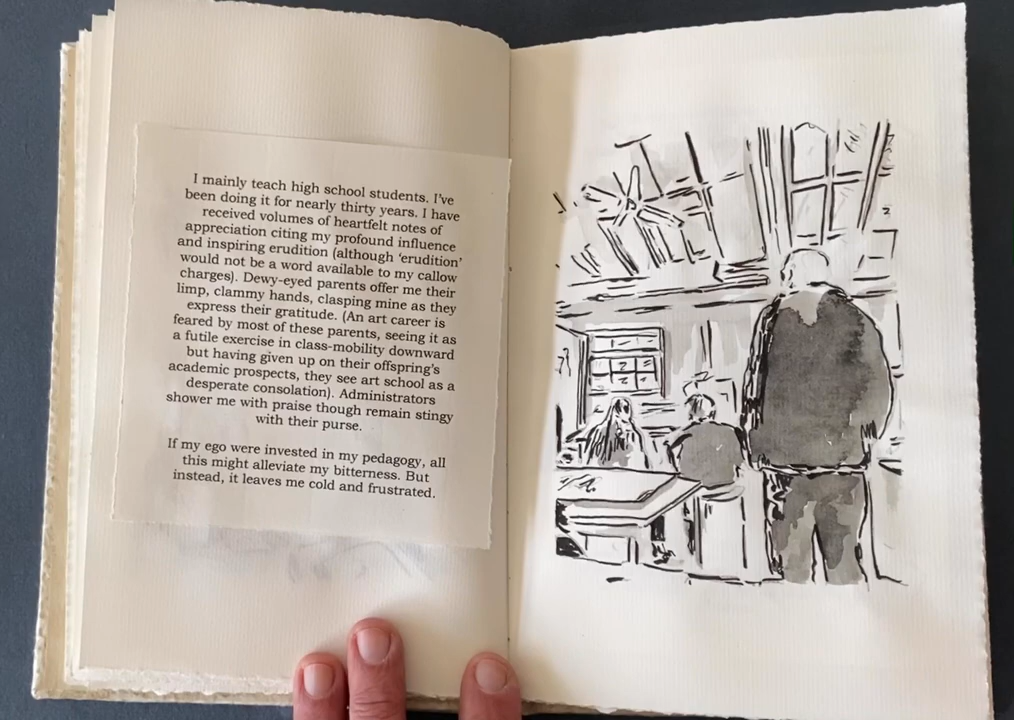 I mainly teach high school students. I've
been doing it for nearly thirty years. I have
received volumes of heartfelt notes of
appreciation citing my profound influence
and inspiring erudition (although 'erudition'
would not be a word available to my callow
charges). Dewy-eyed parents offer me their
limp, clammy hands, clasping mine as they
express their gratitude. (An art career is
feared by most of these parents, seeing it as
a futile exercise in class-mobility downward
but having given up on their offspring's
academic prospects, they see art school as a
desperate consolation). Administrators
shower me with praise though remain stingy
with their purse.
If my ego were invested in my pedagogy, all
this might alleviate my bitterness. But
instead, it leaves me cold and frustrated.